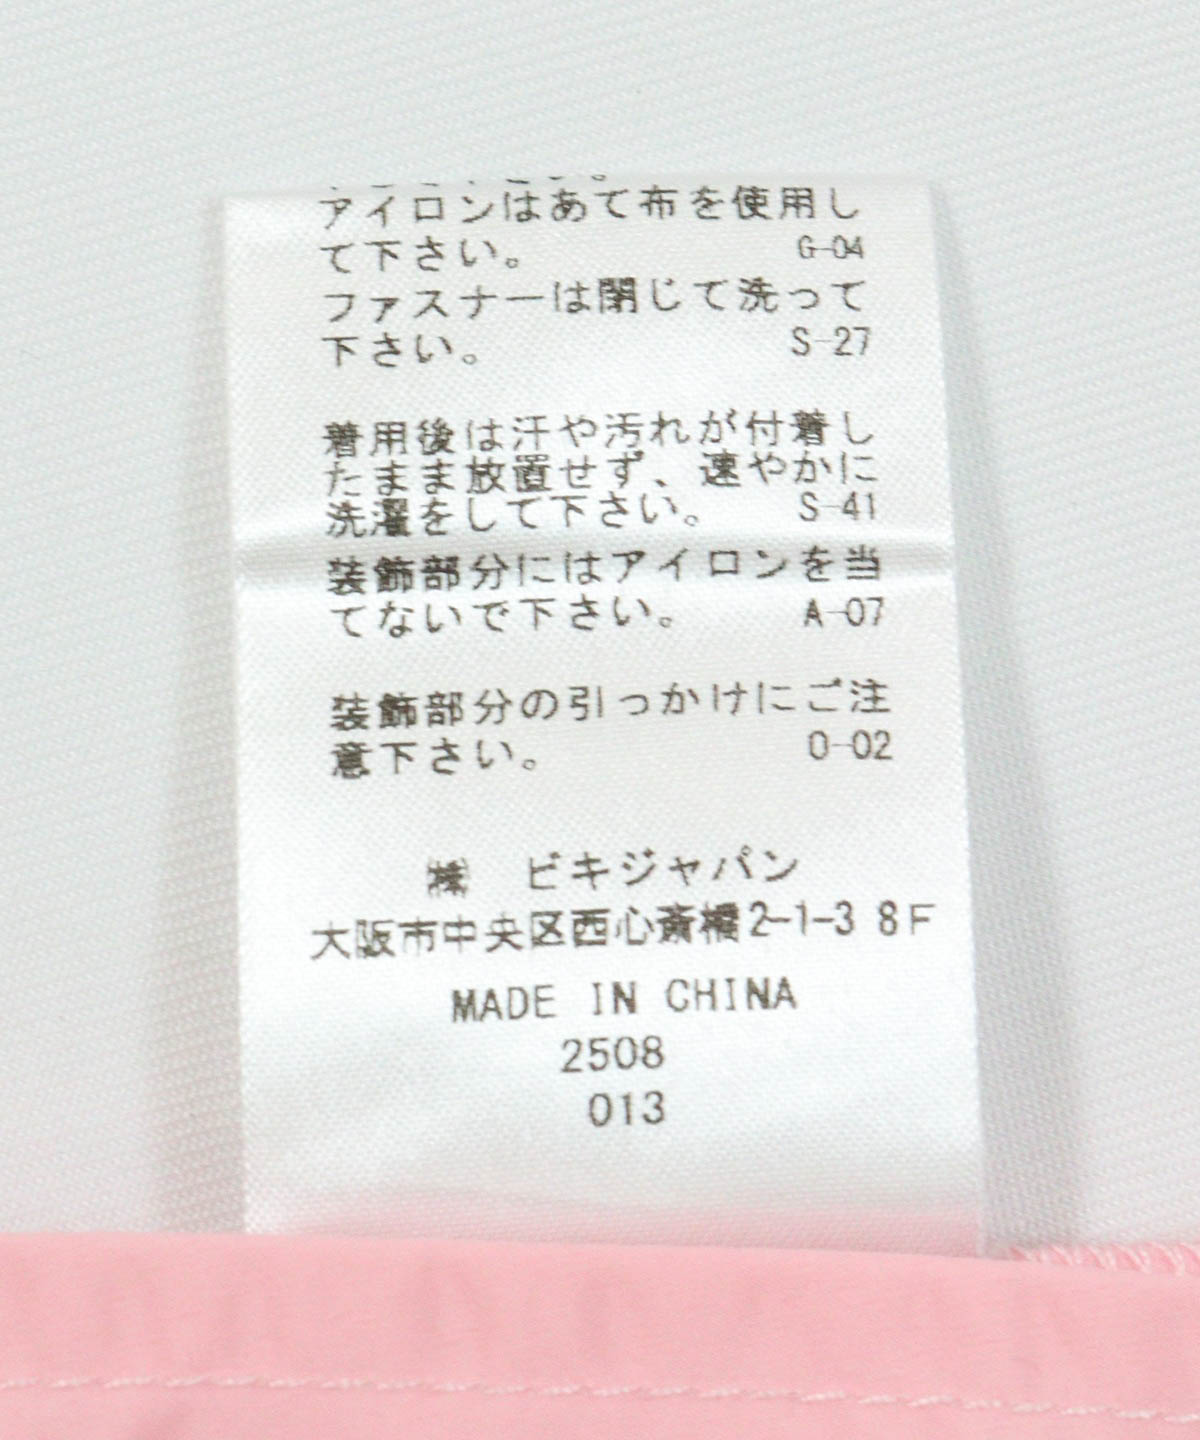 アイロンはあて布を使用し
て下さい。 G-04
ファスナーは閉じて洗って
下さい。 S-27
着用後は汗や汚れが付着し
たまま放置せず、速やかに
洗濯をして下さい。 S-41
装飾部分にはアイロンを当
てないで下さい。 A-07
装飾部分の引っかけにご注
意下さい。 O-02
㈱ ビキジャパン
大阪市中央区西心斎橋2-1-3 8F
MADE IN CHINA
2508
013